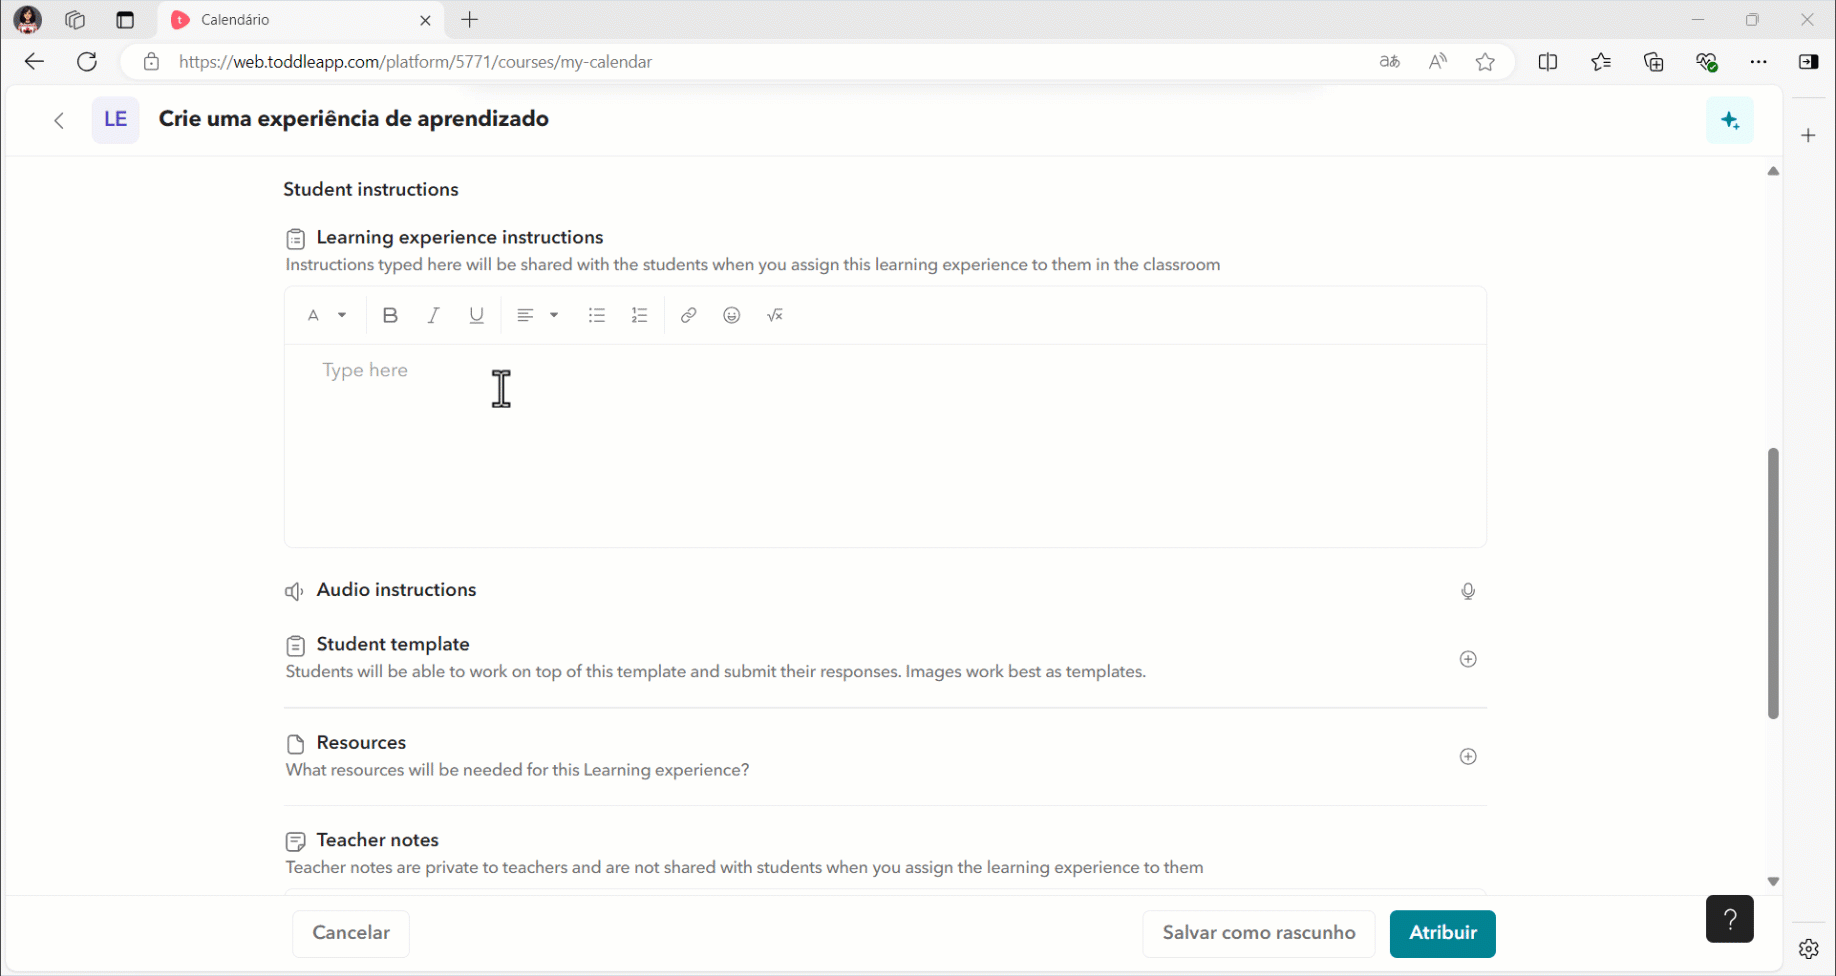 Calendário
https://web.toddleapp.com/platform/5771/courses/my-calendar
LE Crie uma experiência de aprendizado
Student instructions
Learning experience instructions
Instructions typed here will be shared with the students when you assign this learning experience to them in the classroom
A B I U
Type here
Audio instructions
Student template
Students will be able to work on top of this template and submit their responses. Images work best as templates.
Resources
What resources will be needed for this Learning experience?
Teacher notes
Teacher notes are private to teachers and are not shared with students when you assign the learning experience to them
Cancelar
Salvar como rascunho
Atribuir
?